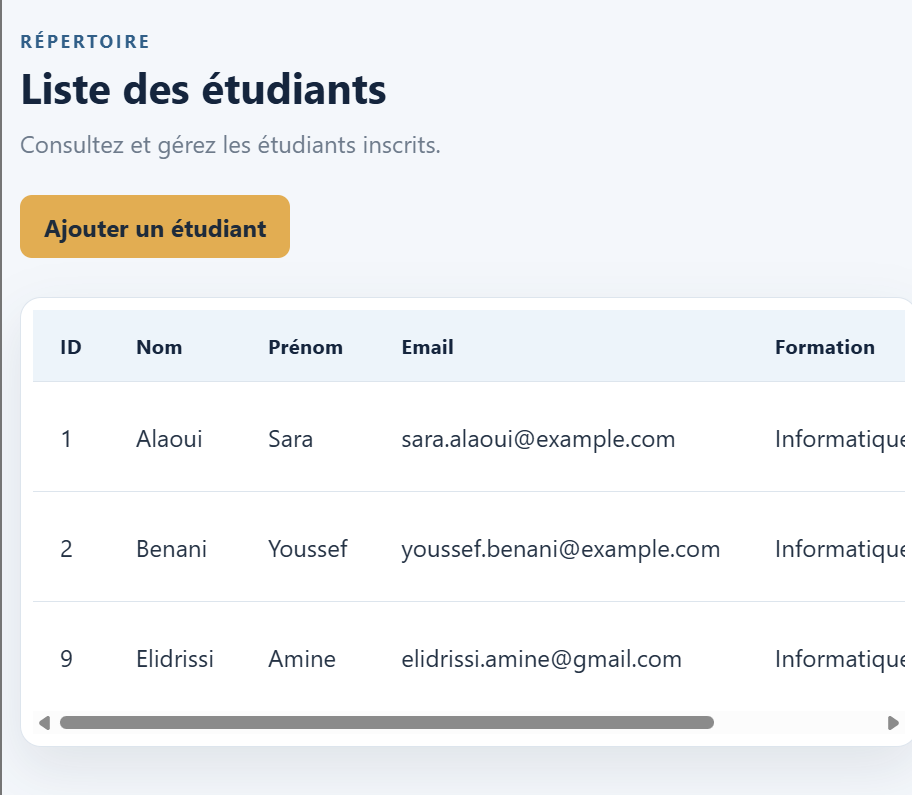 RÉPERTOIRE
Liste des étudiants
Consultez et gérez les étudiants inscrits.
Ajouter un étudiant
ID Nom Prénom Email Formation
1 Alaoui Sara sara.alaoui@example.com Informatique
2 Benani Youssef youssef.benani@example.com Informatique
9 Elidrissi Amine elidrissi.amine@gmail.com Informatique